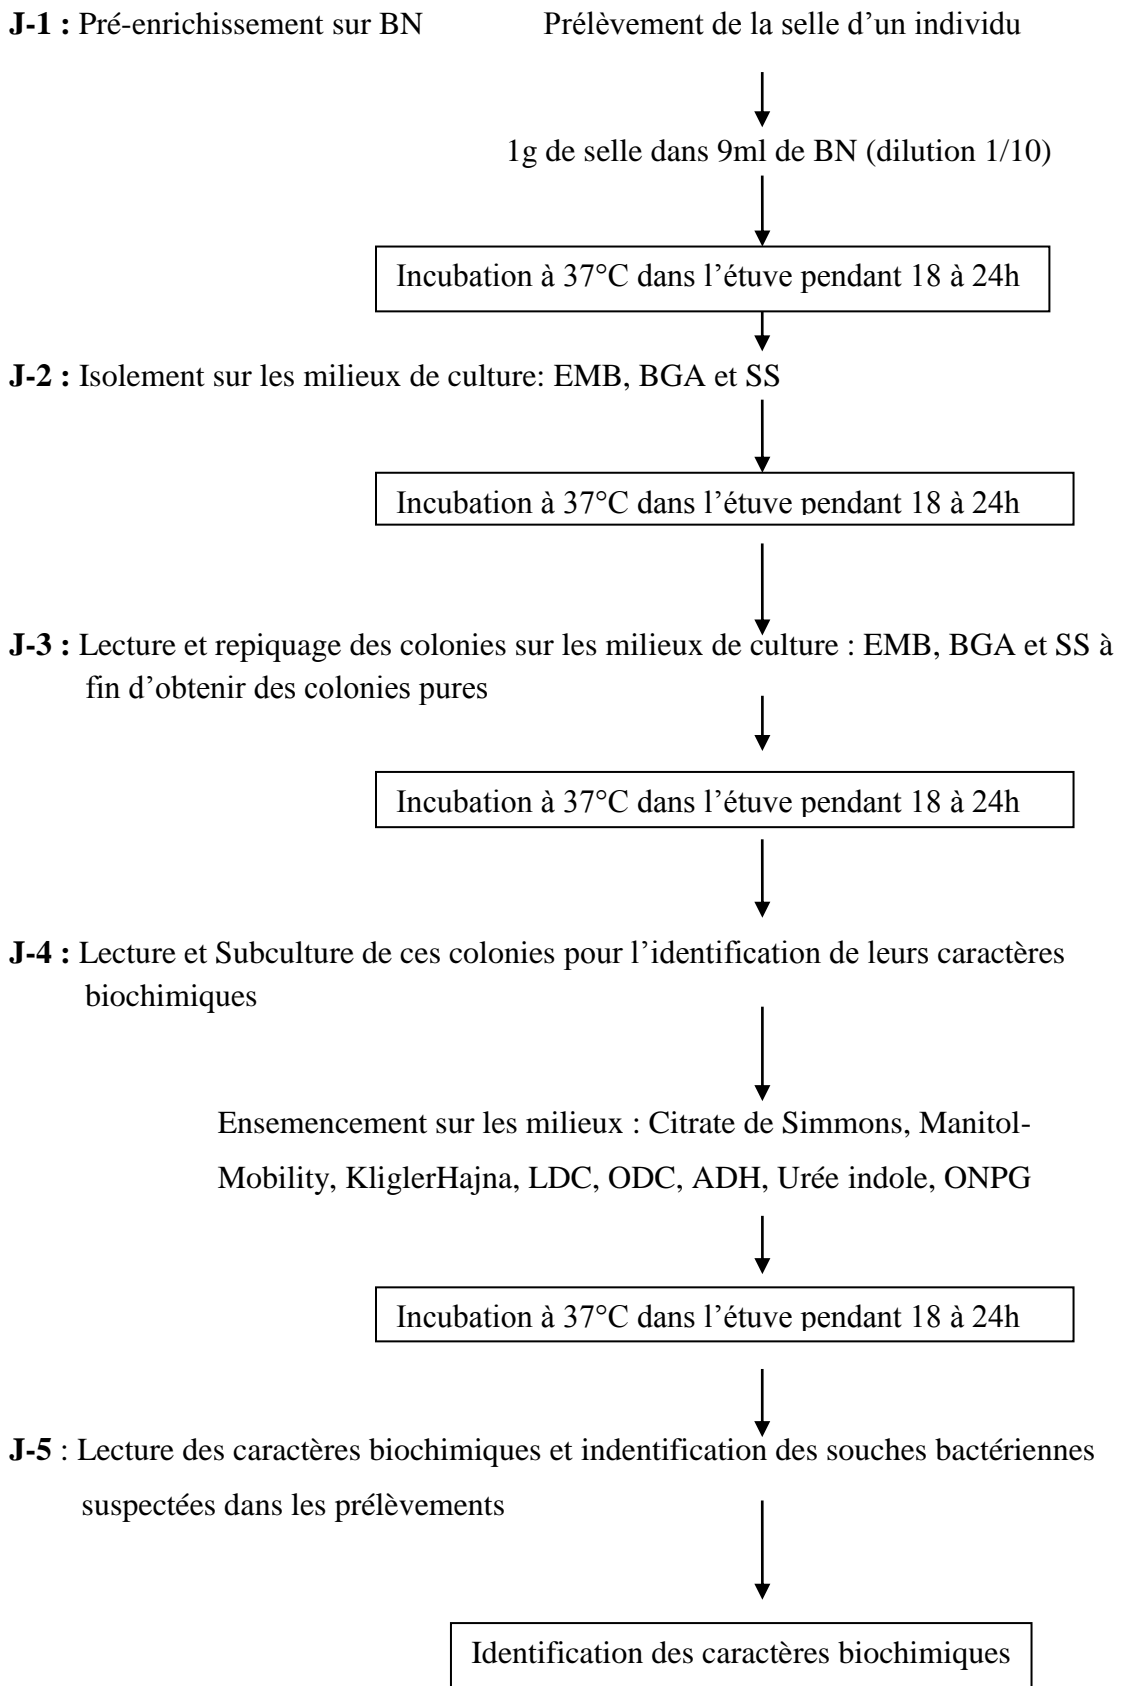 J-1 : Pré-enrichissement sur BN Prélèvement de la selle d’un individu
1g de selle dans 9ml de BN (dilution 1/10)
Incubation à 37°C dans l’étuve pendant 18 à 24h
J-2 : Isolement sur les milieux de culture: EMB, BGA et SS
Incubation à 37°C dans l’étuve pendant 18 à 24h
J-3 : Lecture et repiquage des colonies sur les milieux de culture : EMB, BGA et SS à
fin d’obtenir des colonies pures
Incubation à 37°C dans l’étuve pendant 18 à 24h
J-4 : Lecture et Subculture de ces colonies pour l’identification de leurs caractères
biochimiques
Ensemencement sur les milieux : Citrate de Simmons, Manitol-
Mobility, KliglerHajna, LDC, ODC, ADH, Urée indole, ONPG
Incubation à 37°C dans l’étuve pendant 18 à 24h
J-5 : Lecture des caractères biochimiques et indentification des souches bactériennes
suspectées dans les prélèvements
Identification des caractères biochimiques